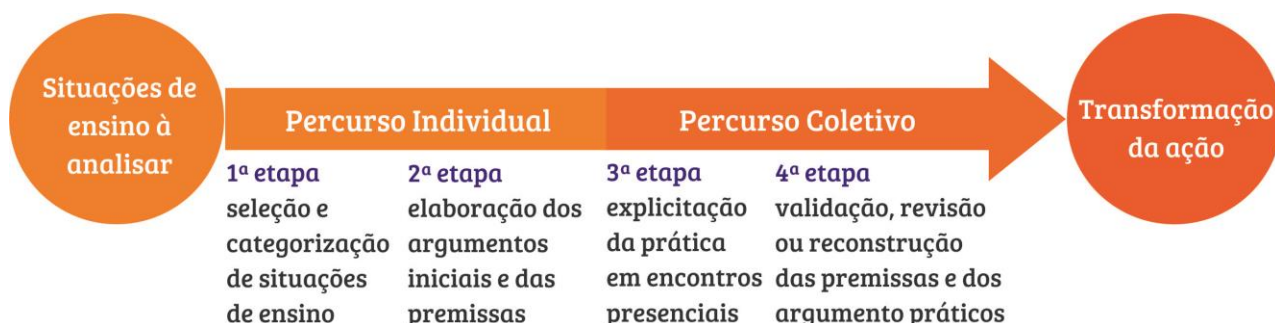 Situações de
ensino à
analisar
Percurso Individual
Percurso Coletivo
Transformação
da ação
1ª etapa
seleção e
categorização
de situações
de ensino
2ª etapa
elaboração dos
argumentos
iniciais e das
premissas
3ª etapa
explicitação
da prática
em encontros
presenciais
4ª etapa
validação, revisão
ou reconstrução
das premissas e dos
argumento práticos